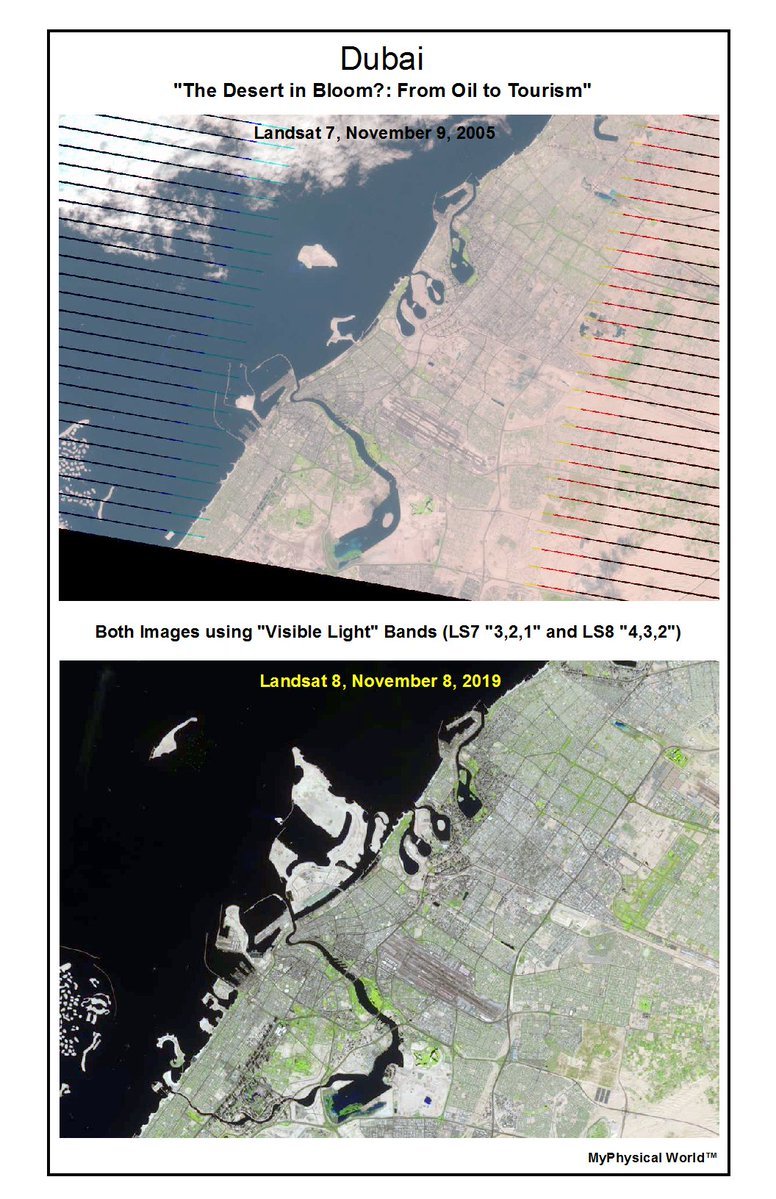 Dubai
"The Desert in Bloom?: From Oil to Tourism"
Landsat 7, November 9, 2005
Both Images using "Visible Light" Bands (LS7 "3,2,1" and LS8 "4,3,2")
Landsat 8, November 8, 2019
MyPhysical World™